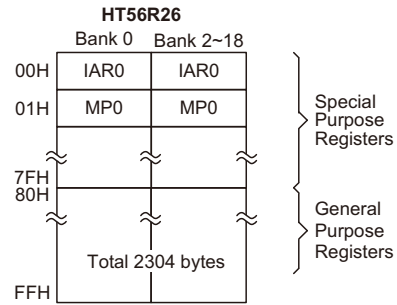 HT56R26
Bank 0 Bank 2~18
00H IAR0 IAR0
01H MP0 MP0
Special
Purpose
Registers
7FH
80H
General
Purpose
Registers
Total 2304 bytes
FFH